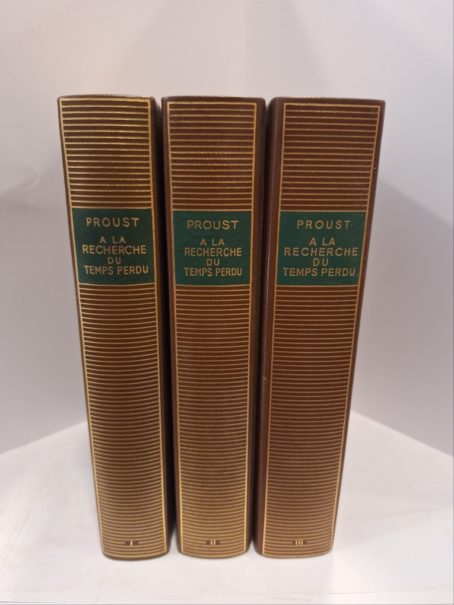 PROUST
A LA
RECHERCHE
DU
TEMPS PERDU
I
PROUST
A LA
RECHERCHE
DU
TEMPS PERDU
II
PROUST
A LA
RECHERCHE
DU
TEMPS PERDU
III